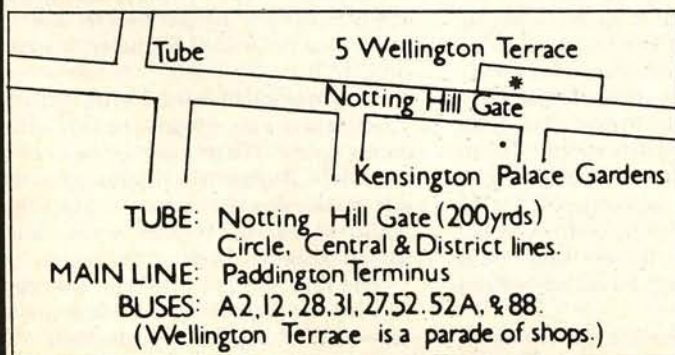 Tube
5 Wellington Terrace
*
Notting Hill Gate
Kensington Palace Gardens
TUBE: Notting Hill Gate (200yrds)
Circle, Central & District lines.
MAIN LINE: Paddington Terminus
BUSES: A2, 12, 28, 31, 27, 52, 52A, & 88.
(Wellington Terrace is a parade of shops.)